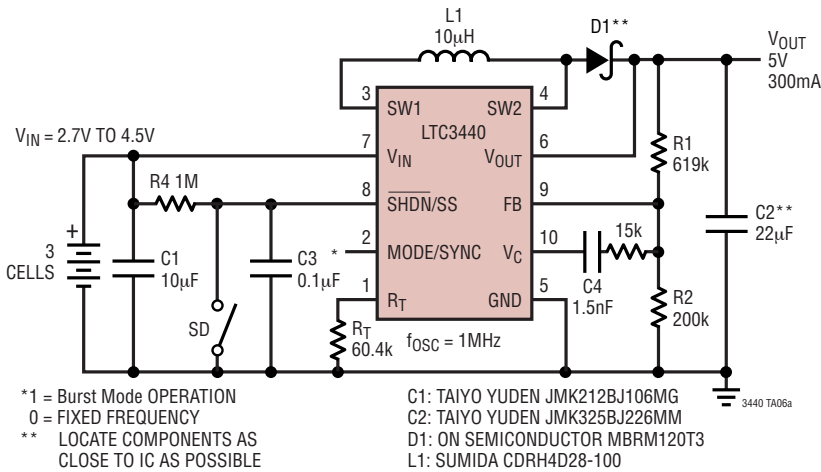 L1
10µH
D1**
VOUT
5V
300mA
3
SW1
SW2
4
LTC3440
VIN = 2.7V TO 4.5V
7
VIN
VOUT
6
R1
619k
R4 1M
8
SHDN/SS
FB
9
+
3
CELLS
C1
10µF
C3
0.1µF
*
2
MODE/SYNC
VC
10
15k
C4
1.5nF
C2**
22µF
SD
1
RT
GND
5
R2
200k
RT
60.4k
fOSC = 1MHz
3440 TA06a
*1 = Burst Mode OPERATION
0 = FIXED FREQUENCY
** LOCATE COMPONENTS AS
CLOSE TO IC AS POSSIBLE
C1: TAIYO YUDEN JMK212BJ106MG
C2: TAIYO YUDEN JMK325BJ226MM
D1: ON SEMICONDUCTOR MBRM120T3
L1: SUMIDA CDRH4D28-100